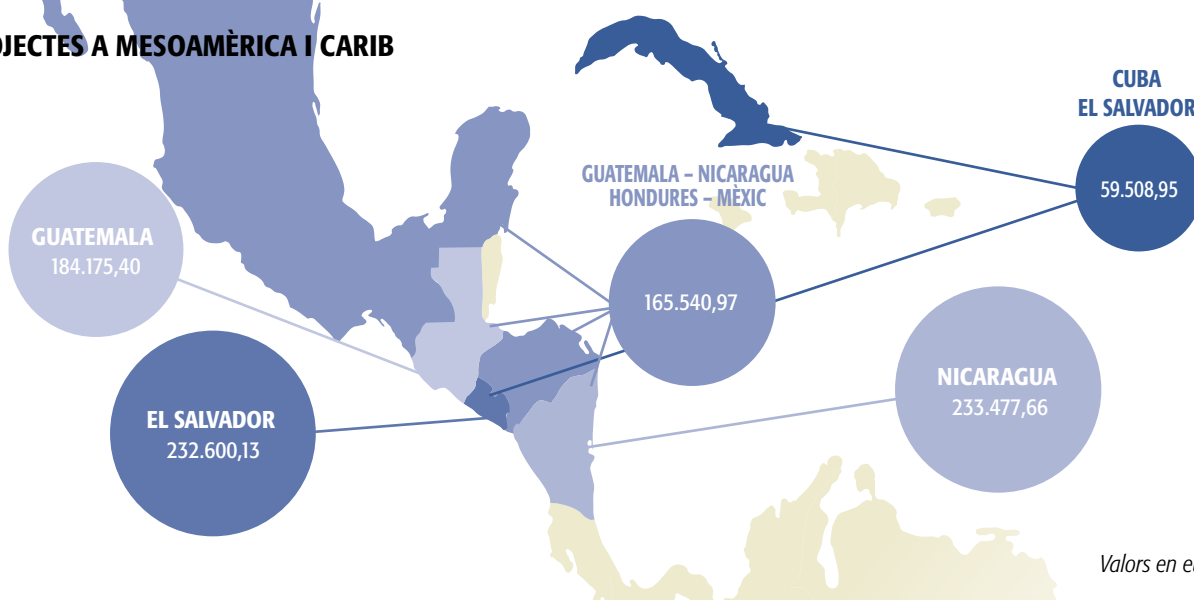 A MESOAMÈRICA I CARIB
CUBA
EL SALVADOR
59.508,95
GUATEMALA – NICARAGUA
HONDURES – MÈXIC
165.540,97
GUATEMALA
184.175,40
EL SALVADOR
232.600,13
NICARAGUA
233.477,66
Valors en